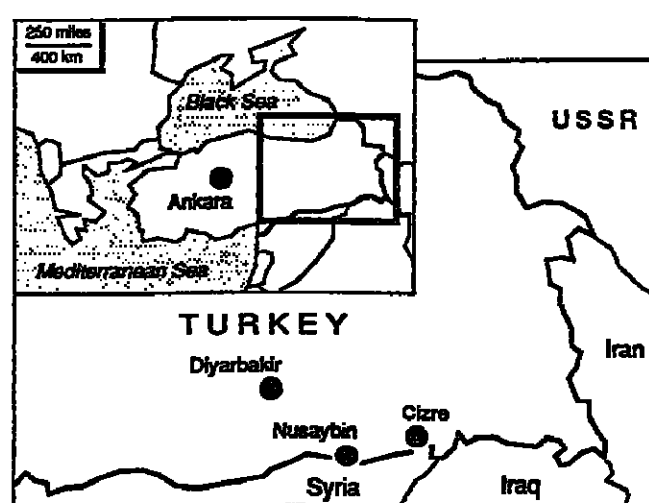 250 miles
400 km
Black Sea
USSR
Ankara
Mediterranean Sea
TURKEY
Iran
Diyarbakir
Cizre
Nusaybin
Syria
Iraq